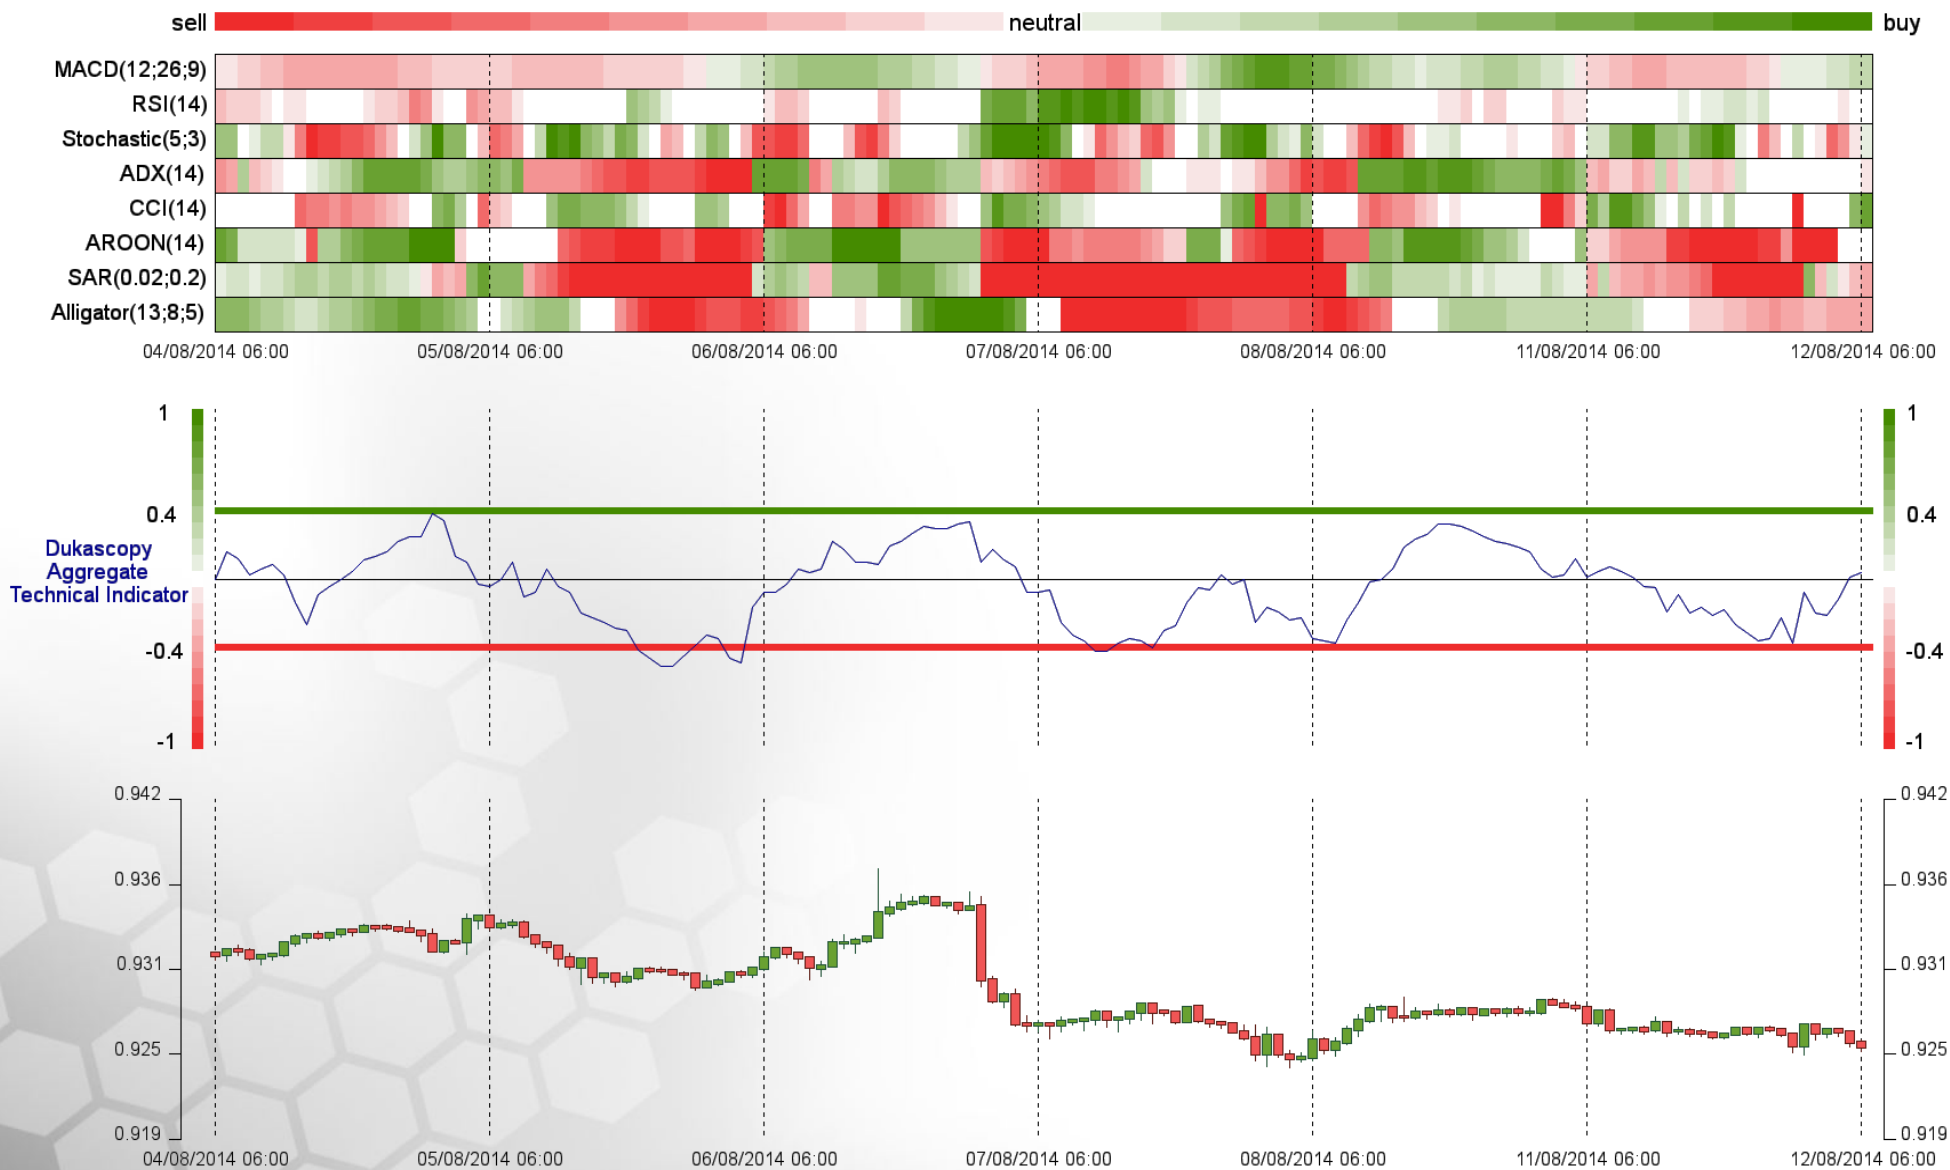 sell neutral buy
MACD(12;26;9)
RSI(14)
Stochastic(5;3)
ADX(14)
CCI(14)
AROON(14)
SAR(0.02;0.2)
Alligator(13;8;5)
04/08/2014 06:00 05/08/2014 06:00 06/08/2014 06:00 07/08/2014 06:00 08/08/2014 06:00 11/08/2014 06:00 12/08/2014 06:00
1 1
0.4 0.4
Dukascopy
Aggregate
Technical Indicator
-0.4 -0.4
-1 -1
0.942 0.942
0.936 0.936
0.931 0.931
0.925 0.925
0.919 0.919
04/08/2014 06:00 05/08/2014 06:00 06/08/2014 06:00 07/08/2014 06:00 08/08/2014 06:00 11/08/2014 06:00 12/08/2014 06:00